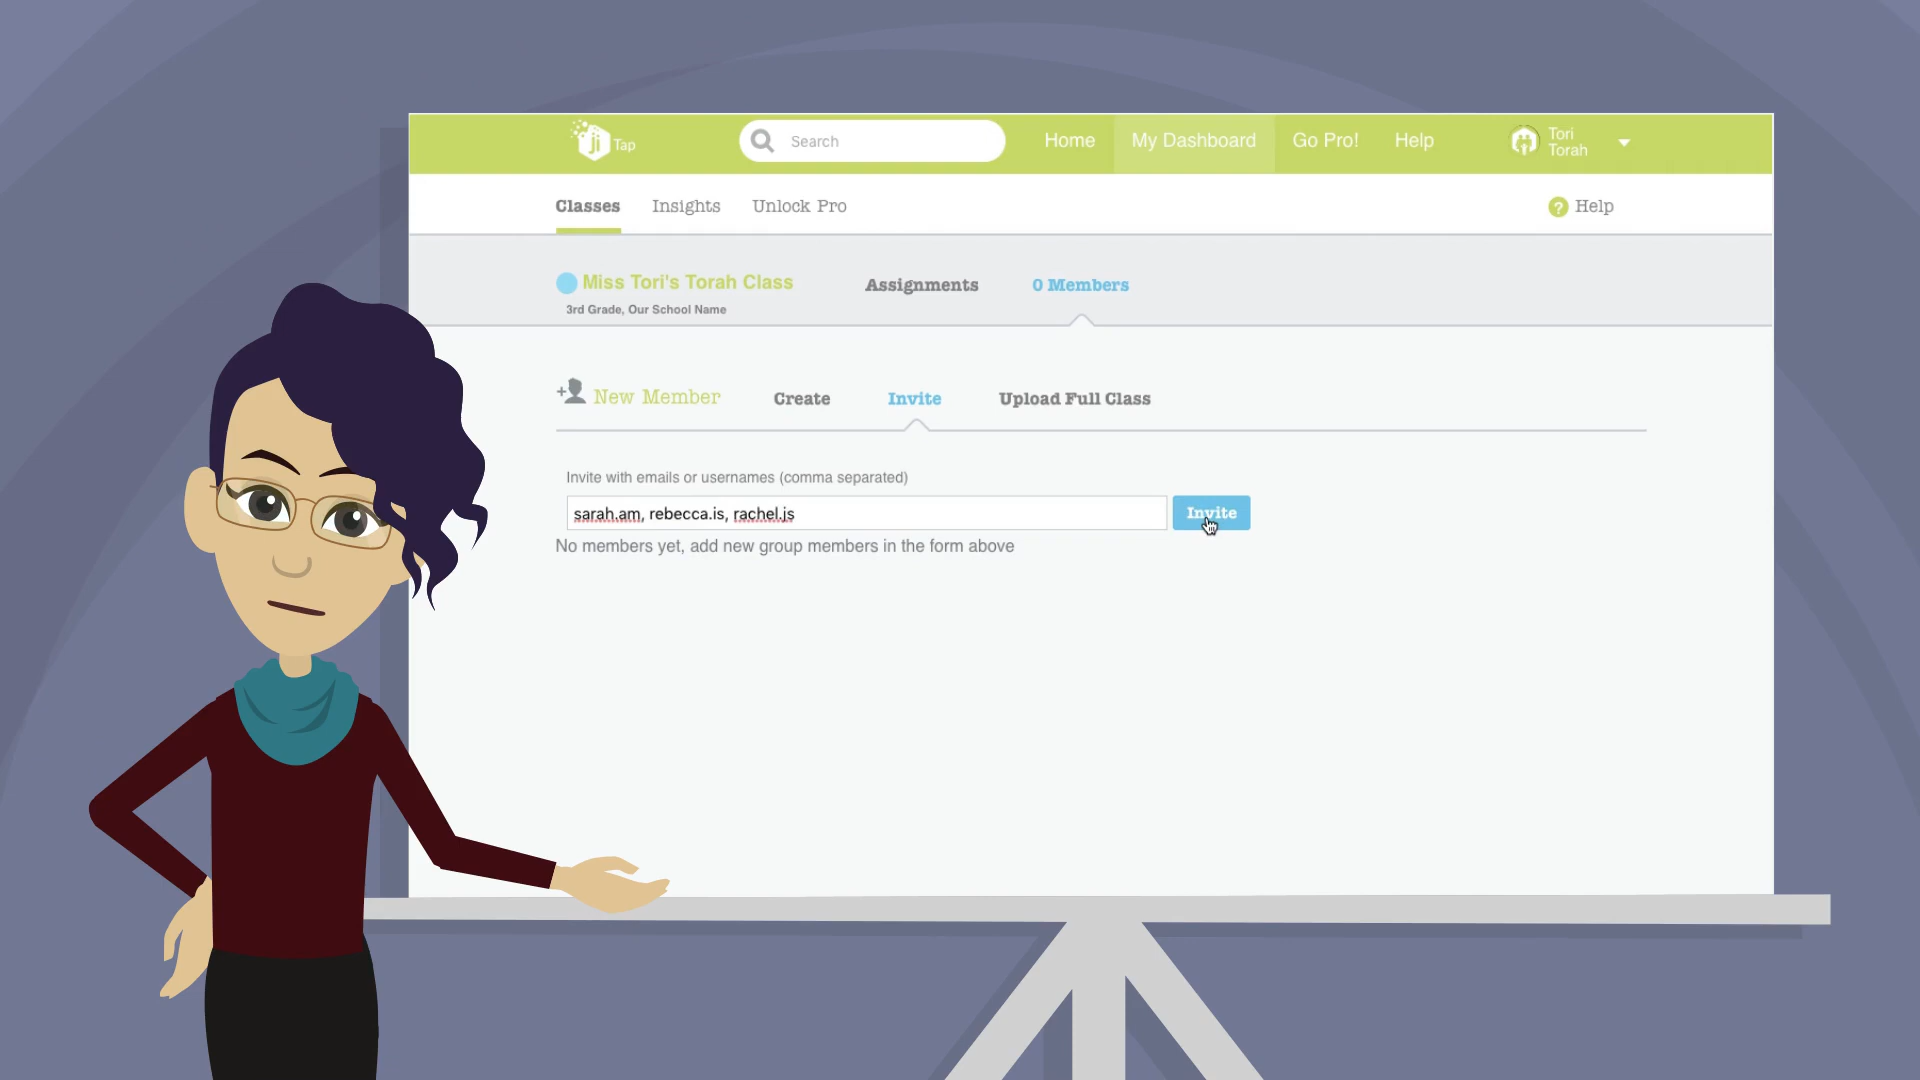 ji Tap
Search
Home
My Dashboard
Go Pro!
Help
Tori
Torah
Classes
Insights
Unlock Pro
? Help
Miss Tori's Torah Class
Assignments
0 Members
3rd Grade, Our School Name
+ New Member
Create
Invite
Upload Full Class
Invite with emails or usernames (comma separated)
sarah.am, rebecca.is, rachel.js
Invite
No members yet, add new group members in the form above